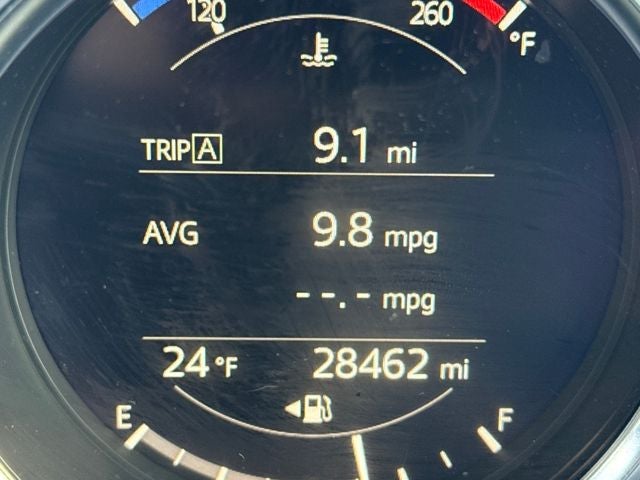 120 260
°F
TRIP A 9.1 mi
AVG 9.8 mpg
--.- mpg
24 °F 28462 mi
E F